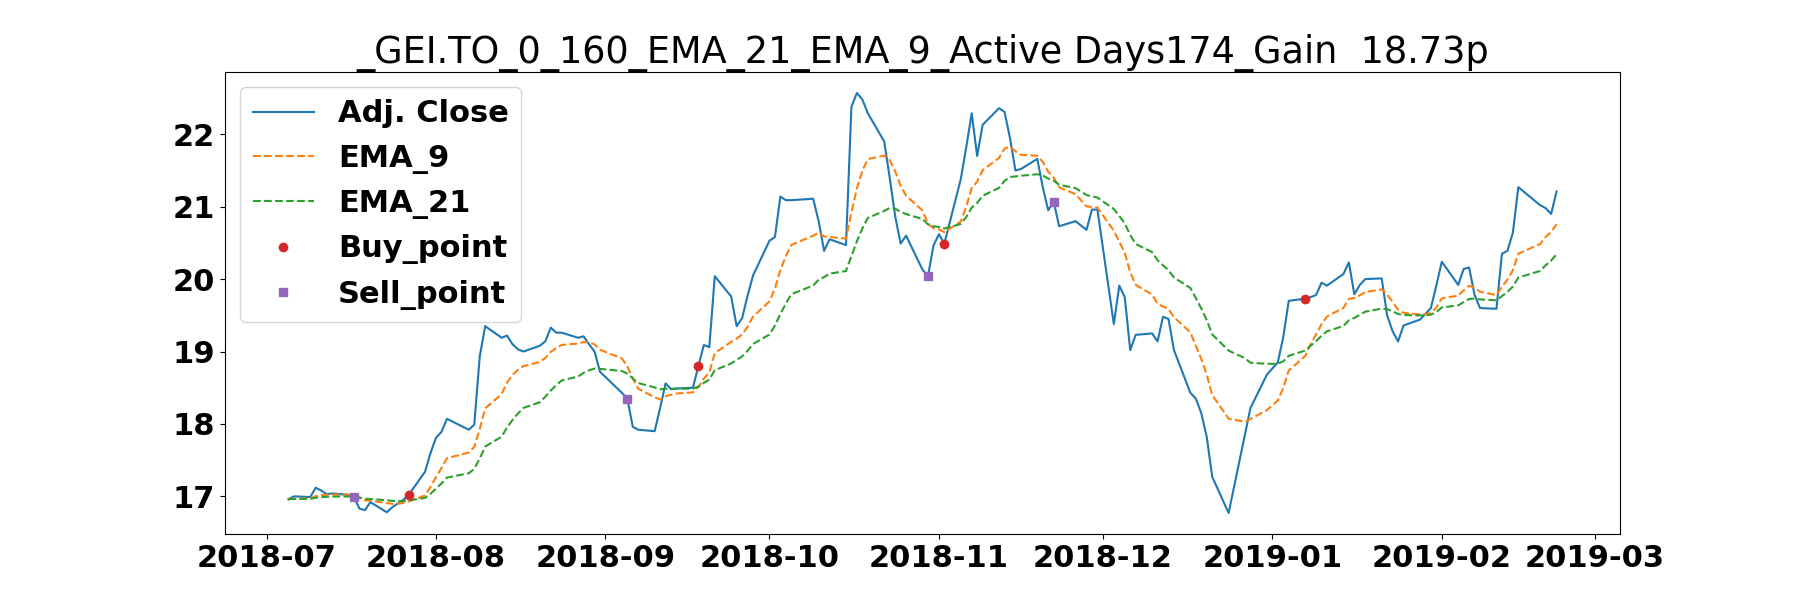 _GEI.TO_0_160_EMA_21_EMA_9_Active Days174_Gain  18.73p
Adj. Close
EMA_9
EMA_21
Buy_point
Sell_point
22
21
20
19
18
17
2018-07 2018-08 2018-09 2018-10 2018-11 2018-12 2019-01 2019-02 2019-03